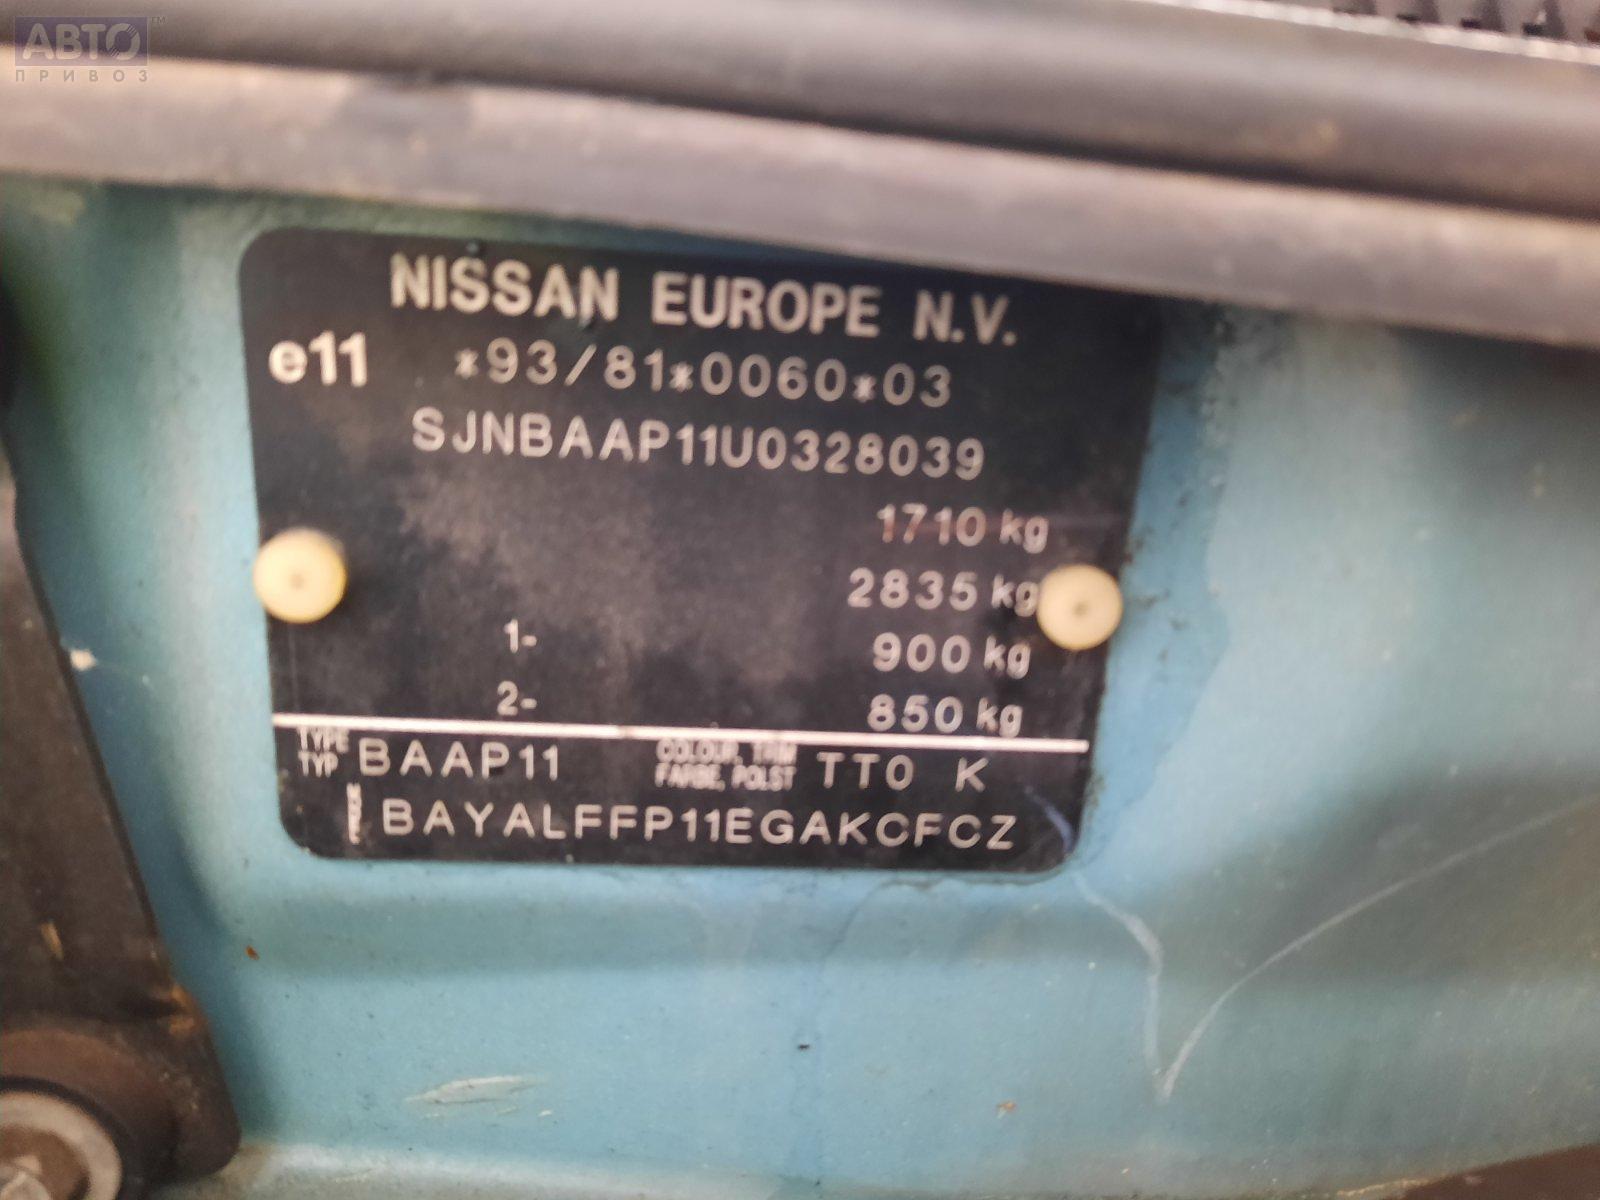 АВТО™
ПРИВОЗ
NISSAN EUROPE N.V.
e11 *93/81*0060*03
SJNBAAP11U0328039
1710 kg
2835 kg
1- 900 kg
2- 850 kg
TYPE
TYP BAAP11 COLOUR, TRIM
FARBE, POLST TT0 K
BAYALFFP11EGAKCFCZ